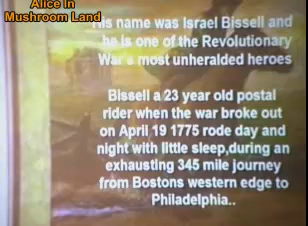 Alice In
Mushroom Land
His name was Israel Bissell and
he is one of the Revolutionary
War's most unheralded heroes
Bissell a 23 year old postal
rider when the war broke out
on April 19 1775 rode day and
night with little sleep,during an
exhausting 345 mile journey
from Bostons western edge to
Philadelphia..